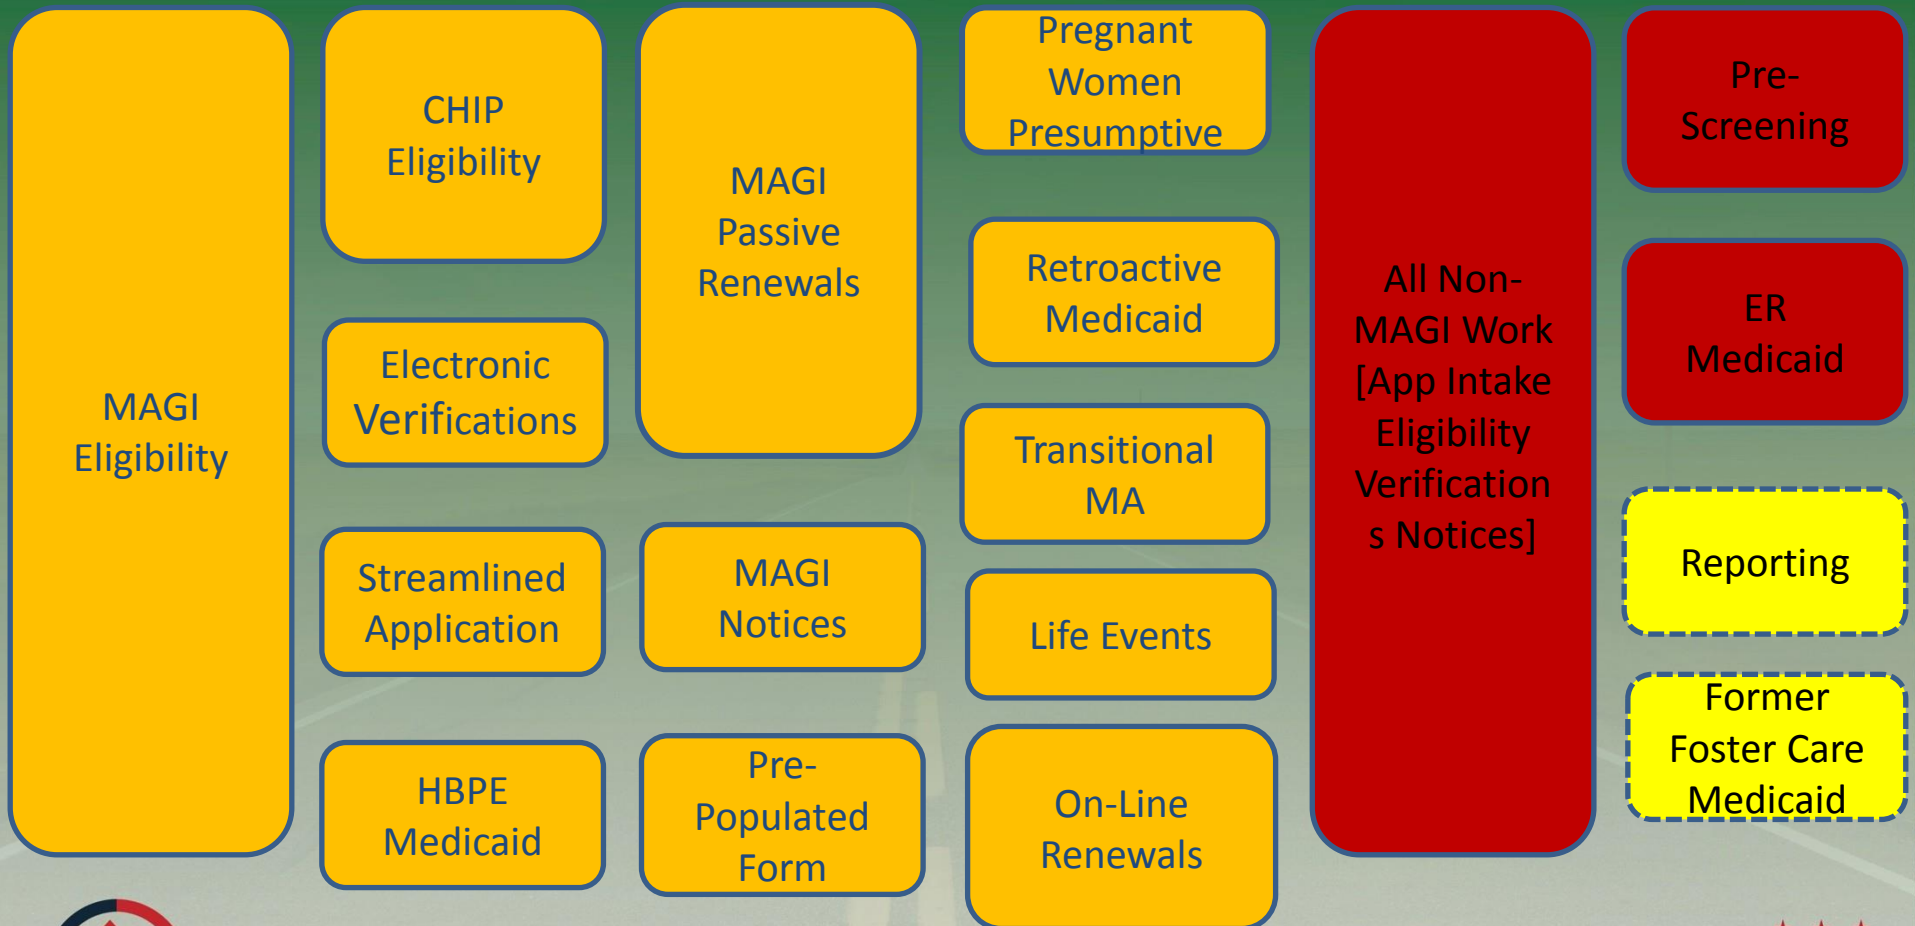 MAGI
Eligibility
CHIP
Eligibility
Electronic
Verifications
Streamlined
Application
HBPE
Medicaid
MAGI
Passive
Renewals
MAGI
Notices
Pre-
Populated
Form
Pregnant
Women
Presumptive
Retroactive
Medicaid
Transitional
MA
Life Events
On-Line
Renewals
All Non-
MAGI Work
[App Intake
Eligibility
Verification
s Notices]
Pre-
Screening
ER
Medicaid
Reporting
Former
Foster Care
Medicaid